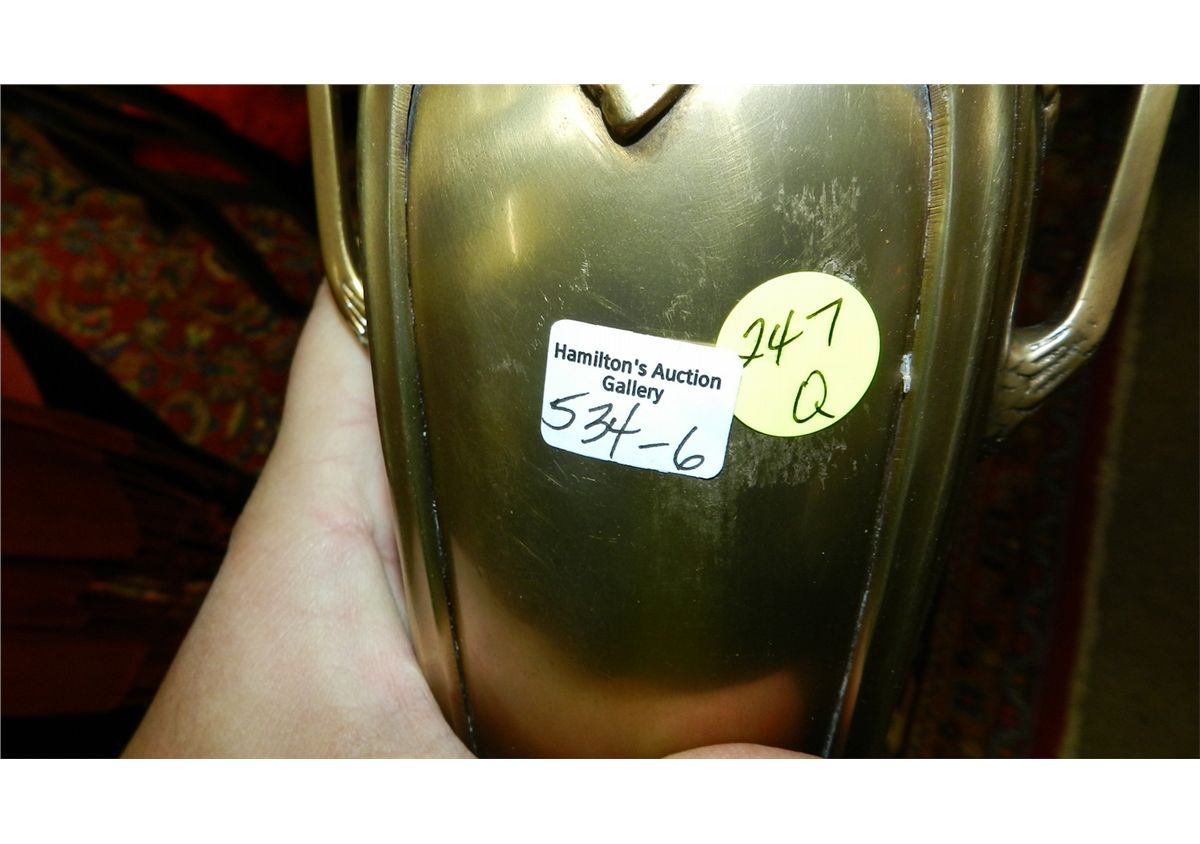 Hamilton's Auction
Gallery
534-6
247
Q